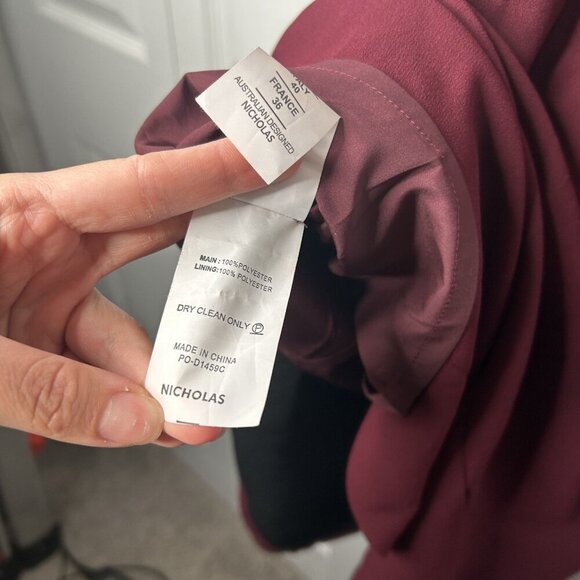 40
FRANCE
36
AUSTRALIAN DESIGNED
NICHOLAS
MAIN: 100%POLYESTER
LINING:100% POLYESTER
DRY CLEAN ONLY Ⓟ
MADE IN CHINA
PO-D1459C
NICHOLAS